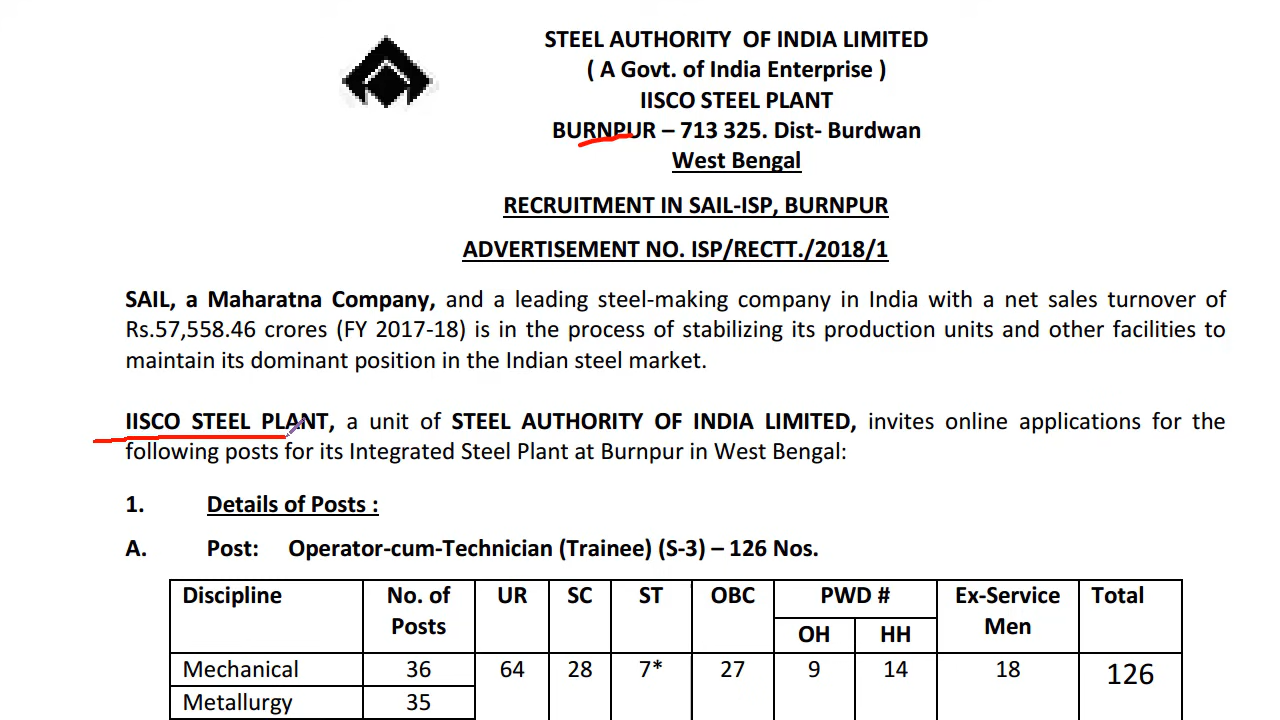 STEEL AUTHORITY OF INDIA LIMITED
( A Govt. of India Enterprise )
IISCO STEEL PLANT
BURNPUR – 713 325. Dist- Burdwan
West Bengal
RECRUITMENT IN SAIL-ISP, BURNPUR
ADVERTISEMENT NO. ISP/RECTT./2018/1
SAIL, a Maharatna Company, and a leading steel-making company in India with a net sales turnover of
Rs.57,558.46 crores (FY 2017-18) is in the process of stabilizing its production units and other facilities to
maintain its dominant position in the Indian steel market.
IISCO STEEL PLANT, a unit of STEEL AUTHORITY OF INDIA LIMITED, invites online applications for the
following posts for its Integrated Steel Plant at Burnpur in West Bengal:
1. Details of Posts :
A. Post: Operator-cum-Technician (Trainee) (S-3) – 126 Nos.
Discipline No. of Posts UR SC ST OBC PWD # Ex-Service Men Total
OH HH
Mechanical 36 64 28 7* 27 9 14 18 126
Metallurgy 35